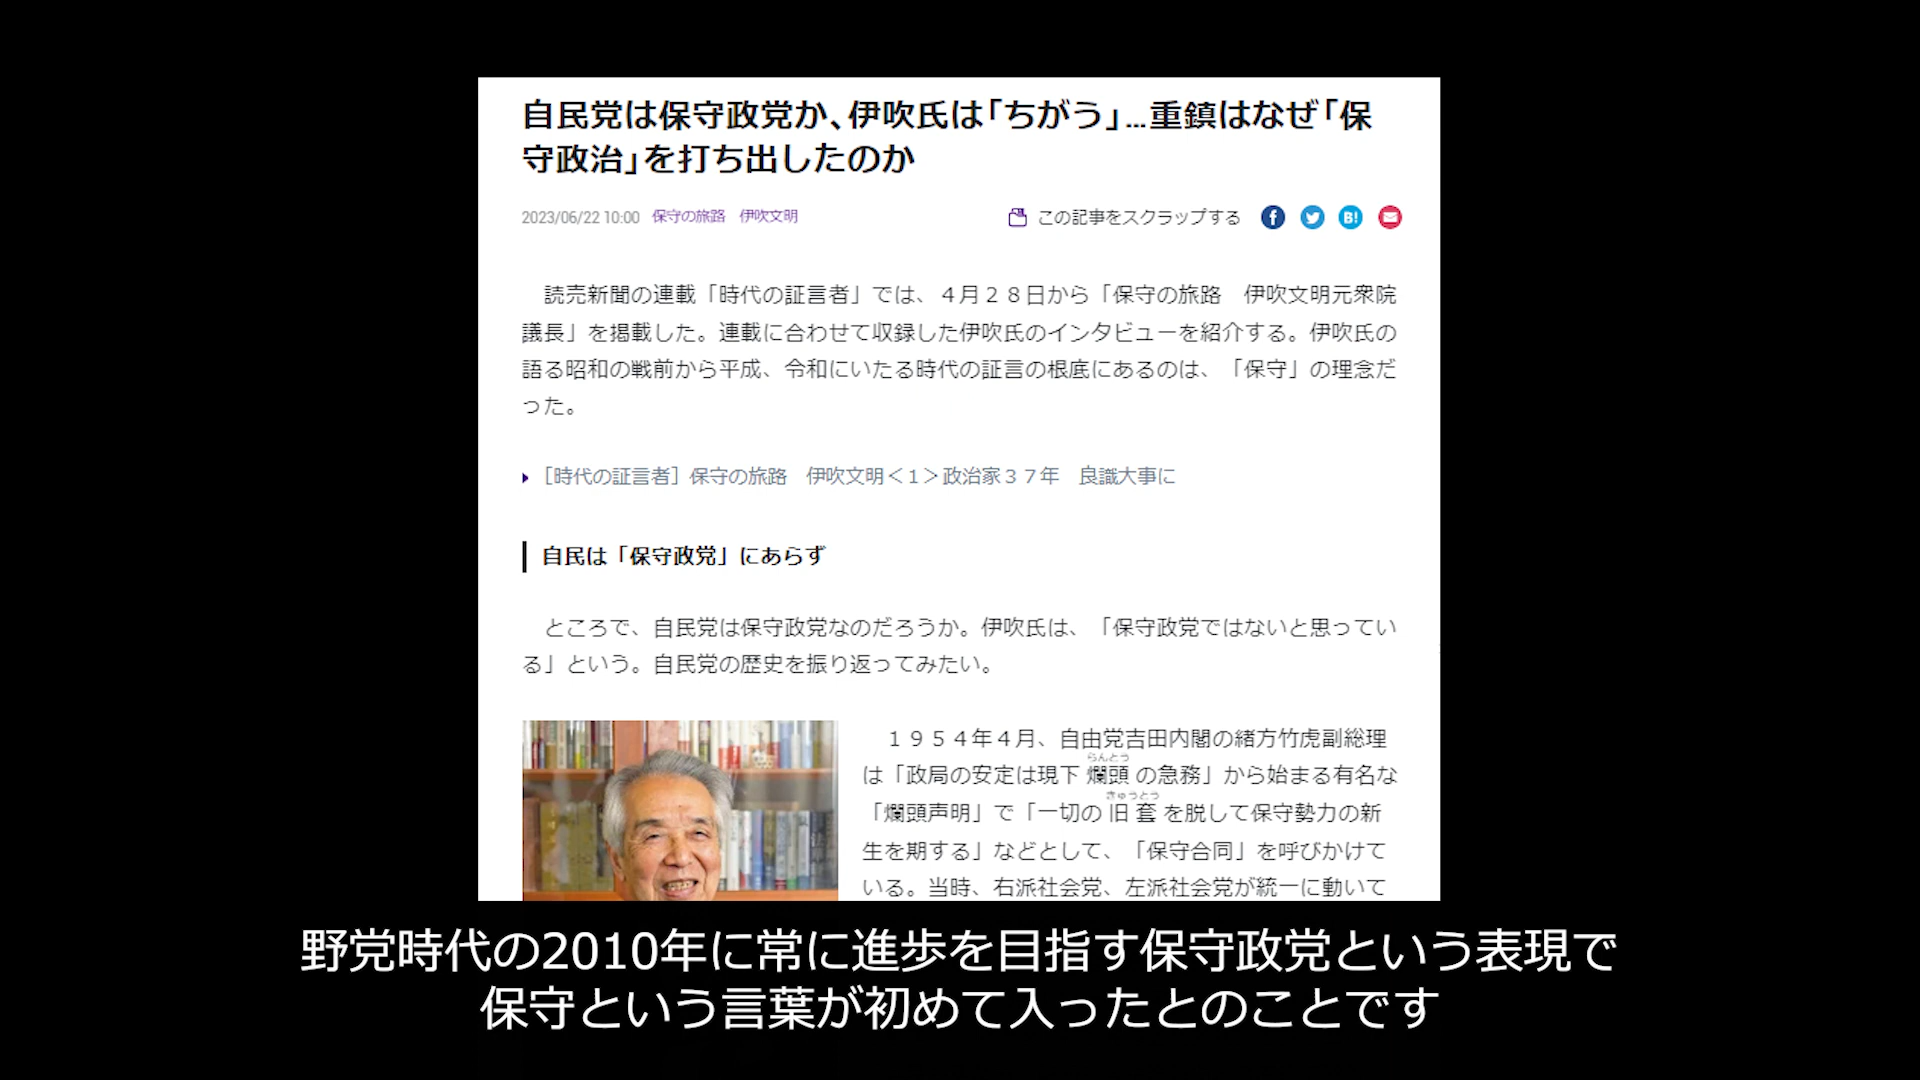 自民党は保守政党か、伊吹氏は「ちがう」…重鎮はなぜ「保
守政治」を打ち出したのか
2023/06/22 10:00 保守の旅路 伊吹文明
この記事をスクラップする
B!
読売新聞の連載「時代の証言者」では、４月２８日から「保守の旅路　伊吹文明元衆院
議長」を掲載した。連載に合わせて収録した伊吹氏のインタビューを紹介する。伊吹氏の
語る昭和の戦前から平成、令和にいたる時代の証言の根底にあるのは、「保守」の理念だ
った。
［時代の証言者］保守の旅路　伊吹文明＜１＞政治家３７年　良識大事に
自民は「保守政党」にあらず
ところで、自民党は保守政党なのだろうか。伊吹氏は、「保守政党ではないと思ってい
る」という。自民党の歴史を振り返ってみたい。
１９５４年４月、自由党吉田内閣の緒方竹虎副総理
らんとう
は「政局の安定は現下 爛頭 の急務」から始まる有名な
きゅうとう
「爛頭声明」で「一切の 旧套 を脱して保守勢力の新
生を期する」などとして、「保守合同」を呼びかけて
いる。当時、右派社会党、左派社会党が統一に動いて
野党時代の2010年に常に進歩を目指す保守政党という表現で
保守という言葉が初めて入ったとのことです